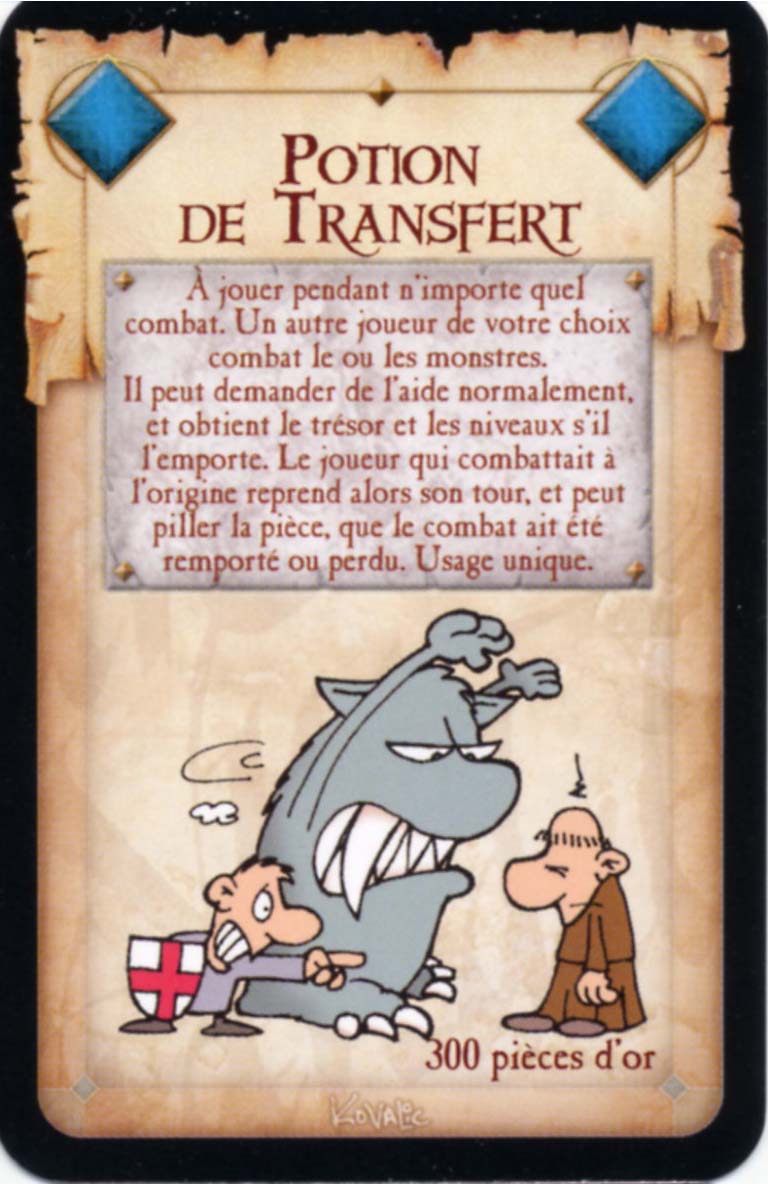 POTION
DE TRANSFERT
À jouer pendant n'importe quel
combat. Un autre joueur de votre choix
combat le ou les monstres.
Il peut demander de l'aide normalement,
et obtient le trésor et les niveaux s'il
l'emporte. Le joueur qui combattait à
l'origine reprend alors son tour, et peut
piller la pièce, que le combat ait été
remporté ou perdu. Usage unique.
300 pièces d'or
KOVALIC